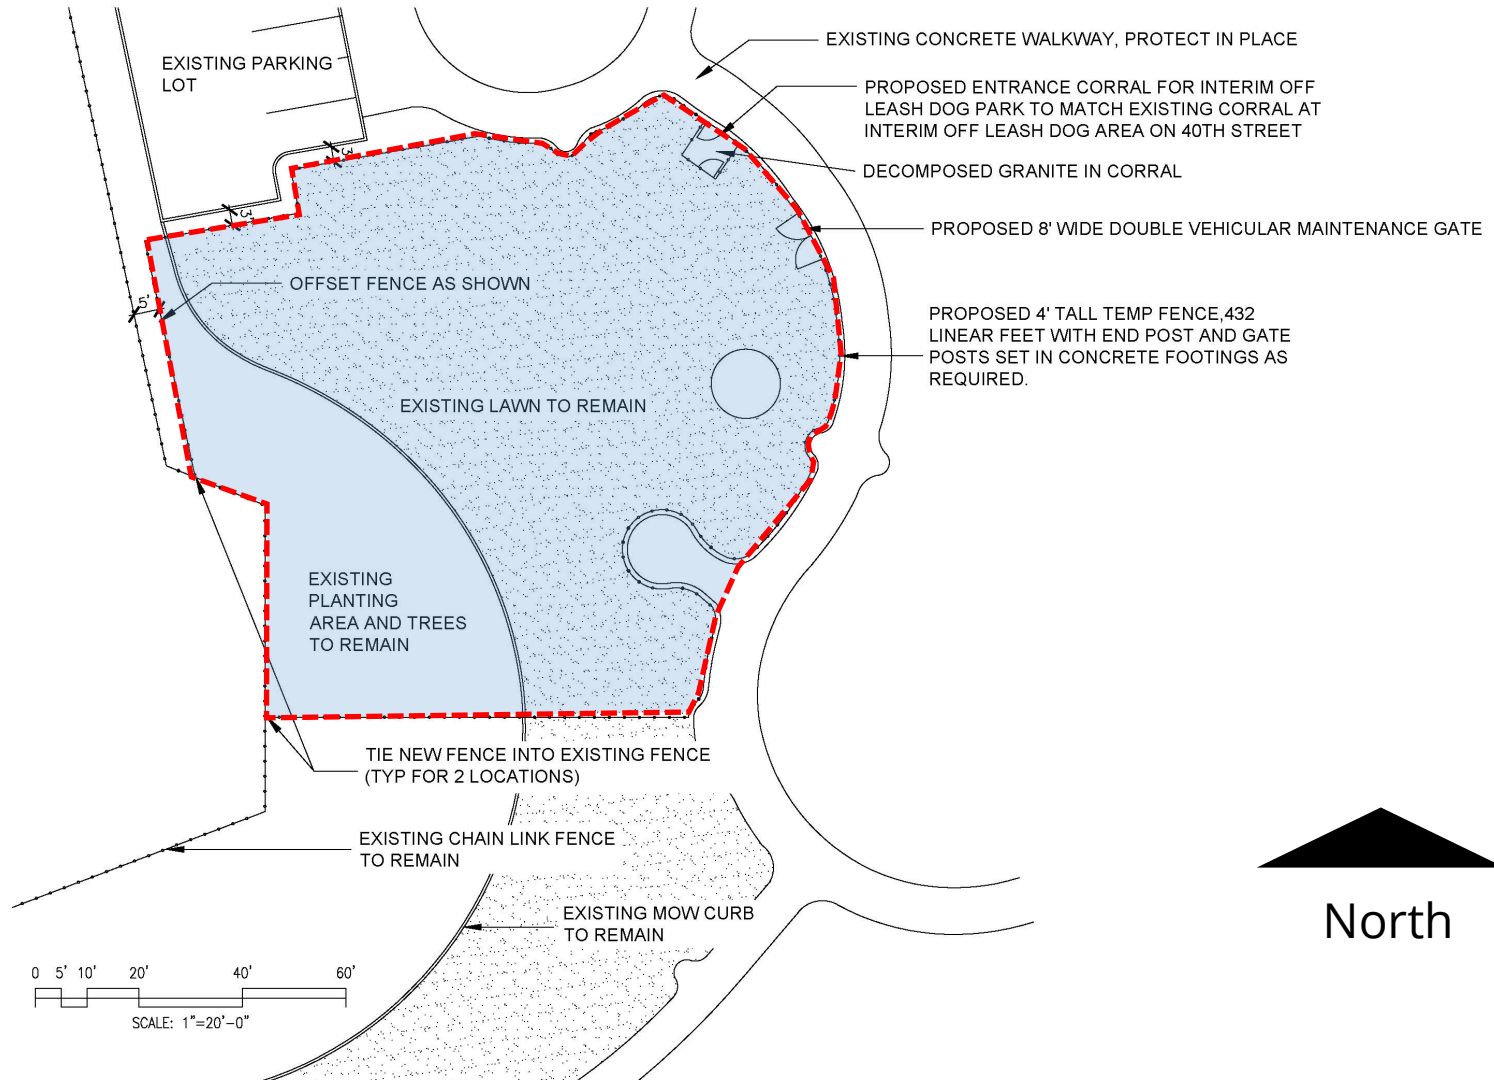 EXISTING CONCRETE WALKWAY, PROTECT IN PLACE
EXISTING PARKING
LOT
PROPOSED ENTRANCE CORRAL FOR INTERIM OFF
LEASH DOG PARK TO MATCH EXISTING CORRAL AT
INTERIM OFF LEASH DOG AREA ON 40TH STREET
3'
DECOMPOSED GRANITE IN CORRAL
3'
PROPOSED 8' WIDE DOUBLE VEHICULAR MAINTENANCE GATE
OFFSET FENCE AS SHOWN
5'
PROPOSED 4' TALL TEMP FENCE,432
LINEAR FEET WITH END POST AND GATE
POSTS SET IN CONCRETE FOOTINGS AS
REQUIRED.
EXISTING LAWN TO REMAIN
EXISTING
PLANTING
AREA AND TREES
TO REMAIN
TIE NEW FENCE INTO EXISTING FENCE
(TYP FOR 2 LOCATIONS)
EXISTING CHAIN LINK FENCE
TO REMAIN
EXISTING MOW CURB
TO REMAIN
North
0 5' 10' 20' 40' 60'
SCALE: 1"=20'-0"